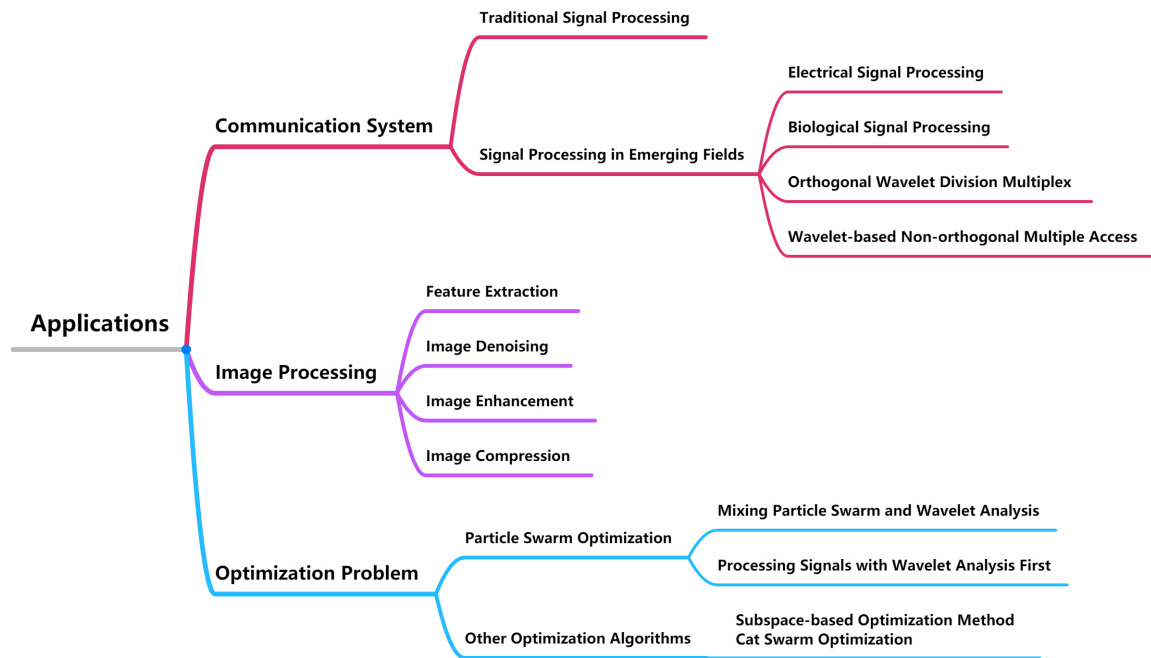 Applications
Communication System
Traditional Signal Processing
Signal Processing in Emerging Fields
Electrical Signal Processing
Biological Signal Processing
Orthogonal Wavelet Division Multiplex
Wavelet-based Non-orthogonal Multiple Access
Image Processing
Feature Extraction
Image Denoising
Image Enhancement
Image Compression
Optimization Problem
Particle Swarm Optimization
Mixing Particle Swarm and Wavelet Analysis
Processing Signals with Wavelet Analysis First
Other Optimization Algorithms
Subspace-based Optimization Method
Cat Swarm Optimization